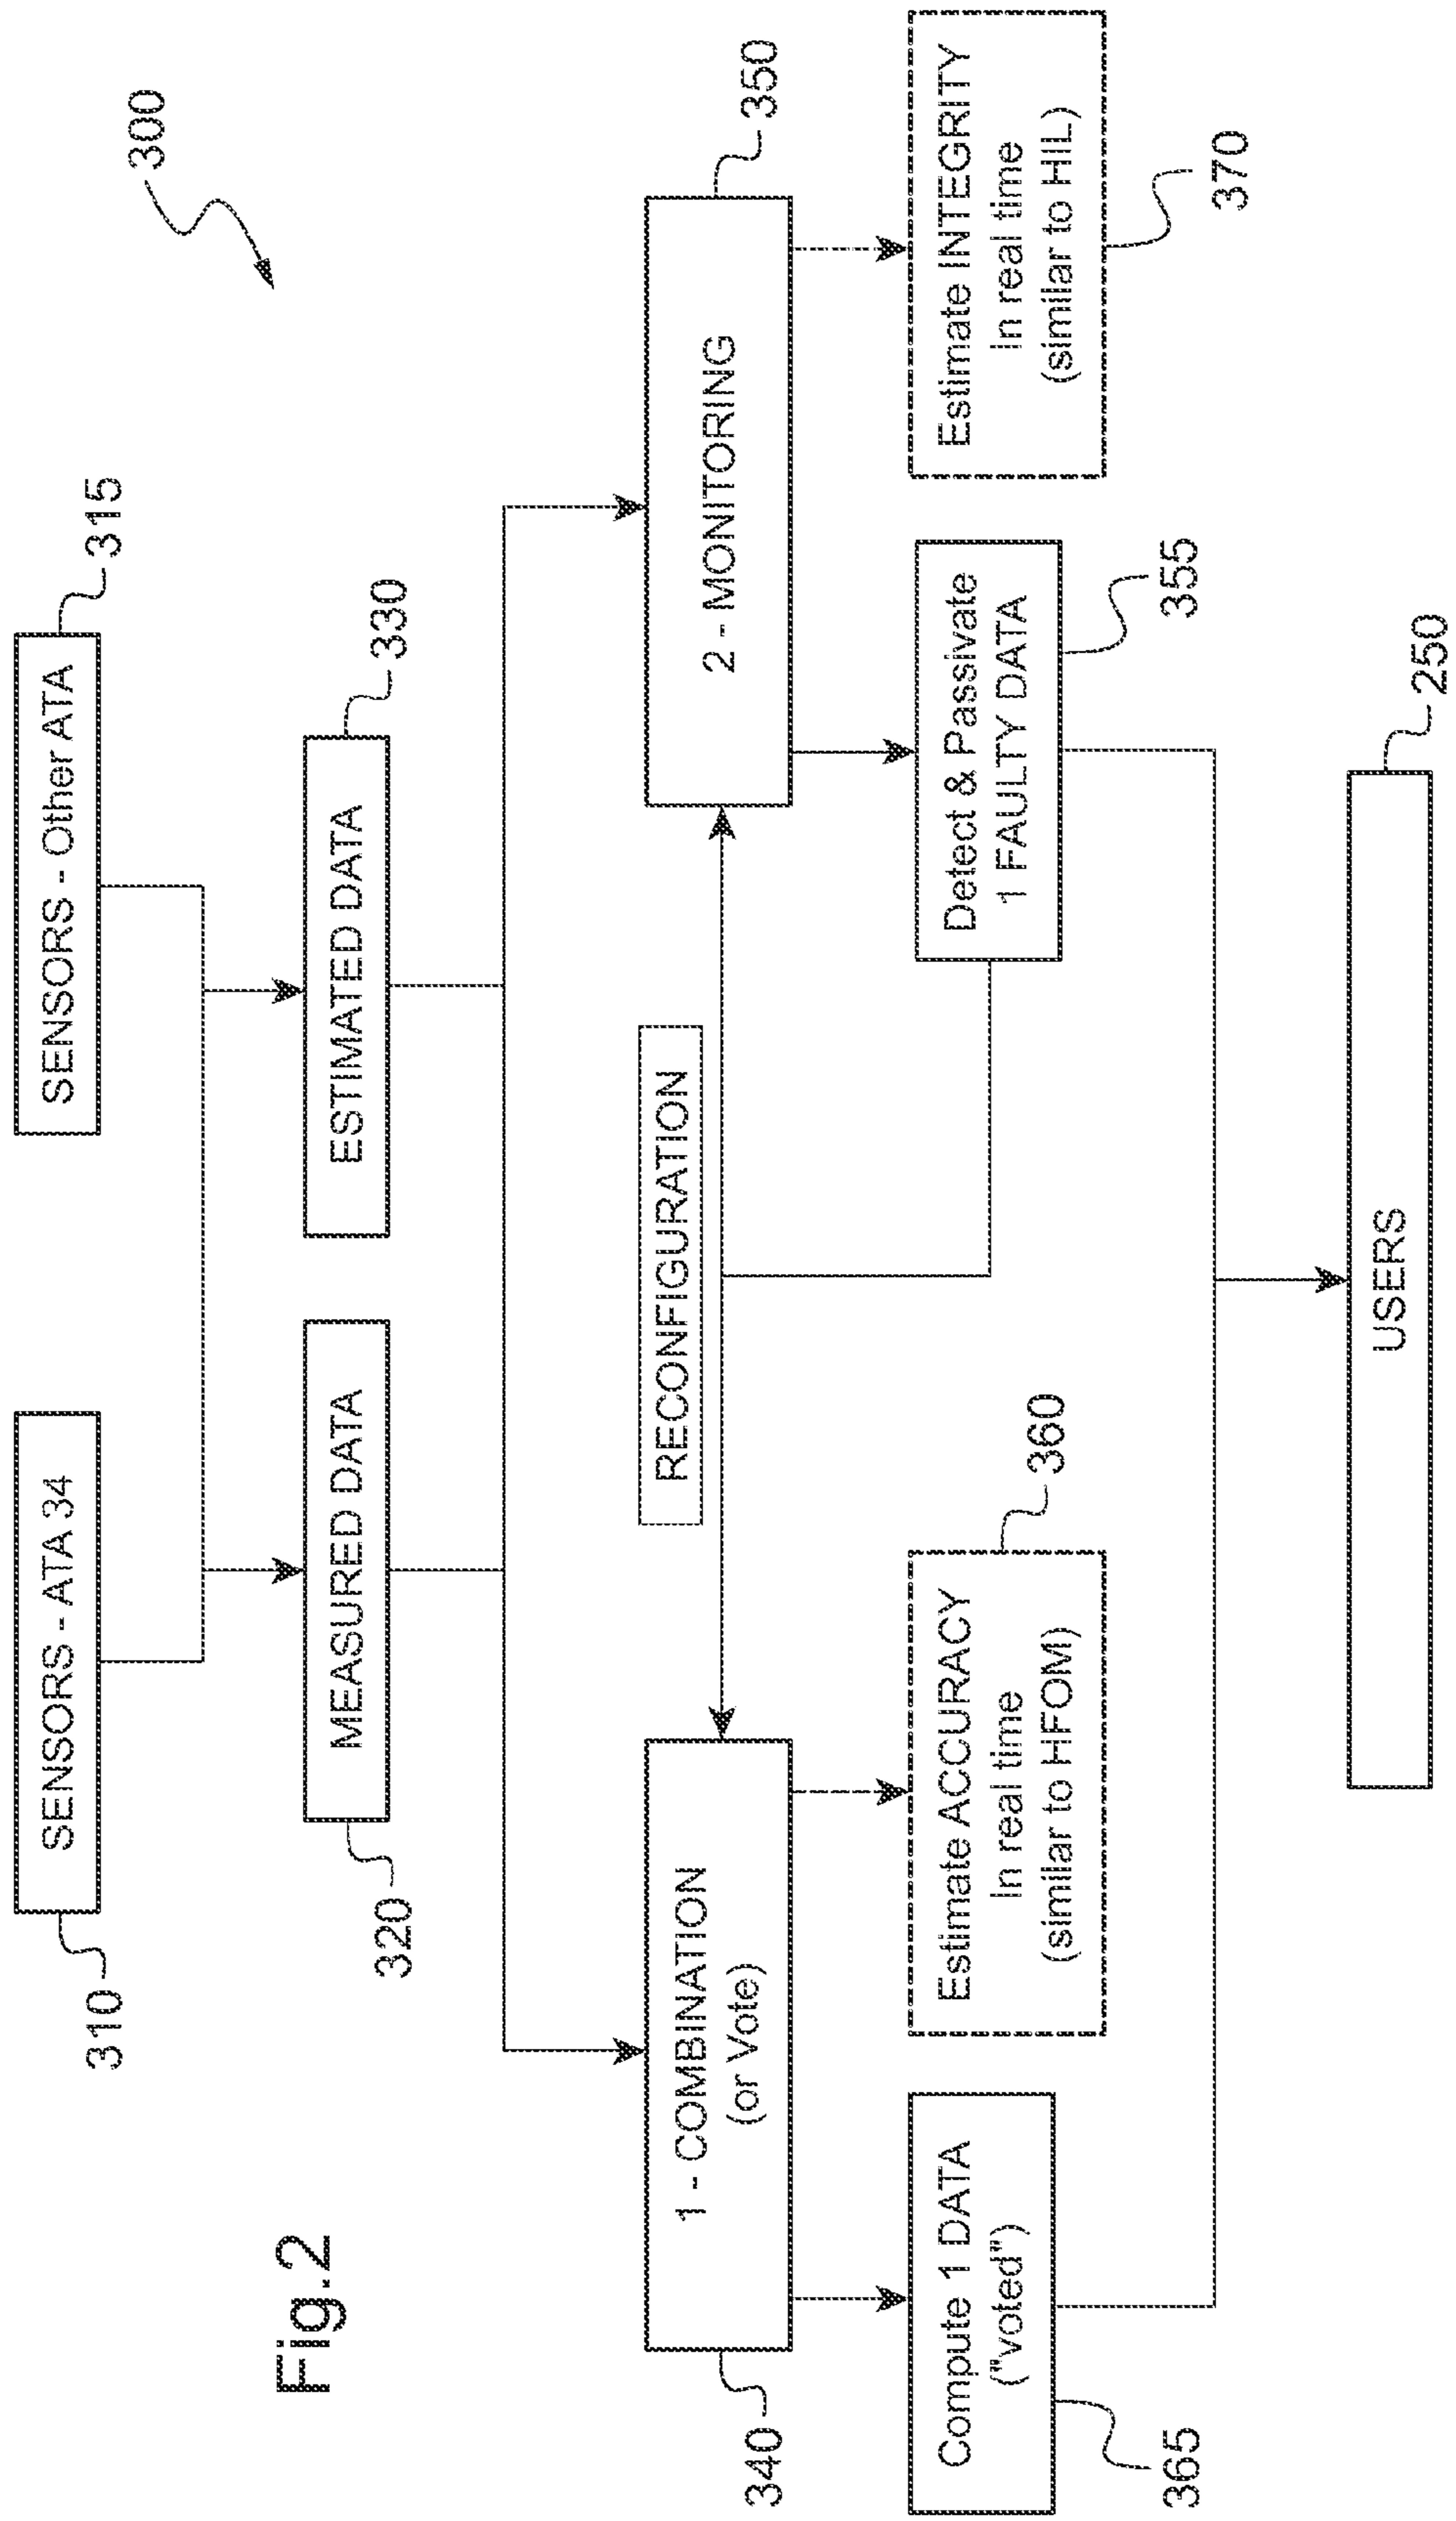 Fig.2
300
310
SENSORS - ATA 34
SENSORS - Other ATA
315
320
MEASURED DATA
ESTIMATED DATA
330
340
1 - COMBINATION
(or Vote)
RECONFIGURATION
2 - MONITORING
350
365
Compute 1 DATA
("voted")
Estimate ACCURACY
In real time
(similar to HFOM)
360
Detect & Passivate
1 FAULTY DATA
355
Estimate INTEGRITY
In real time
(similar to HIL)
370
USERS
250